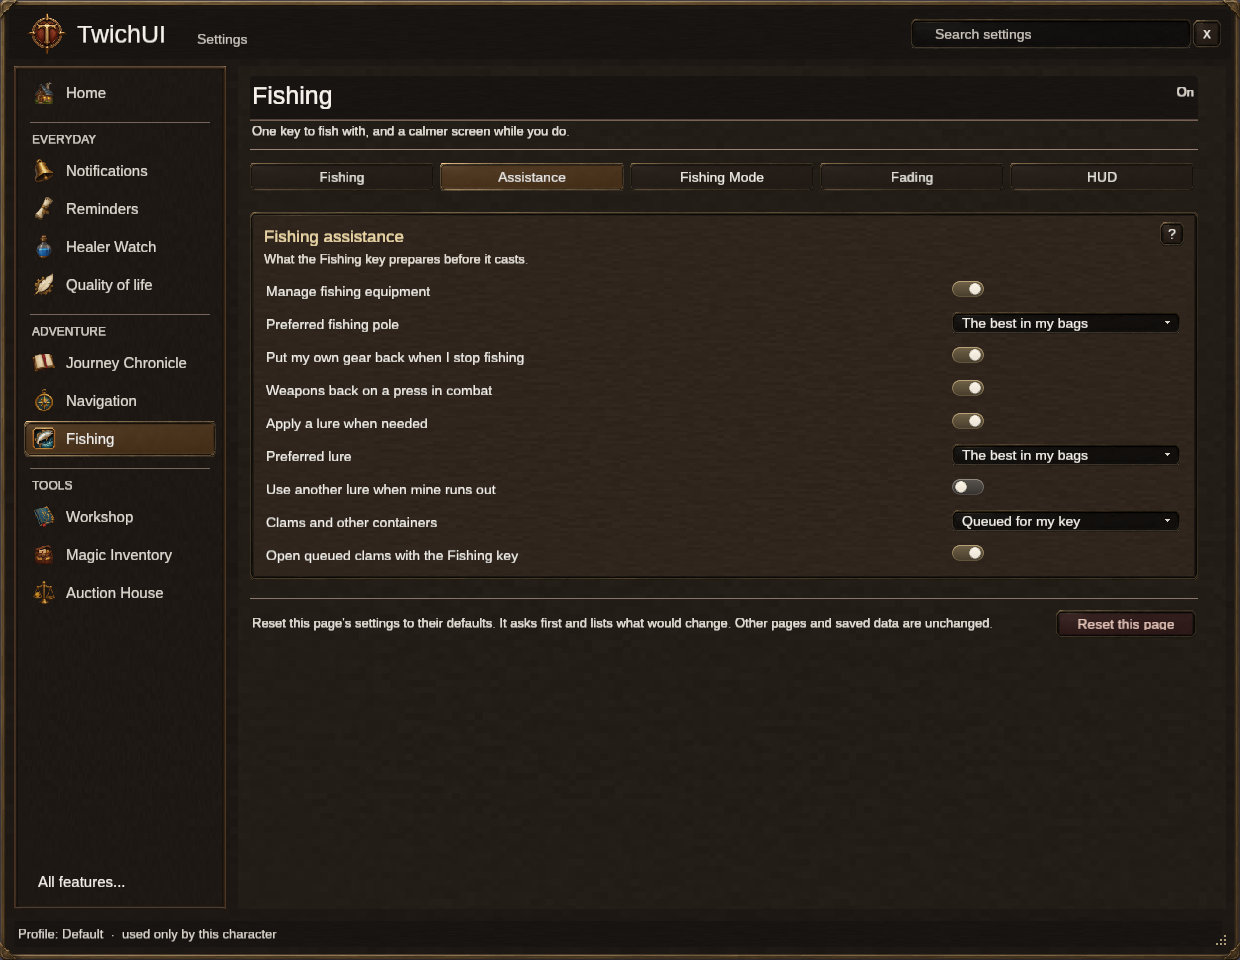 TwichUI
Settings
Search settings
X
Home
EVERYDAY
Notifications
Reminders
Healer Watch
Quality of life
ADVENTURE
Journey Chronicle
Navigation
Fishing
TOOLS
Workshop
Magic Inventory
Auction House
All features...
Fishing
On
One key to fish with, and a calmer screen while you do.
Fishing
Assistance
Fishing Mode
Fading
HUD
Fishing assistance
?
What the Fishing key prepares before it casts.
Manage fishing equipment
Preferred fishing pole
The best in my bags
Put my own gear back when I stop fishing
Weapons back on a press in combat
Apply a lure when needed
Preferred lure
The best in my bags
Use another lure when mine runs out
Clams and other containers
Queued for my key
Open queued clams with the Fishing key
Reset this page's settings to their defaults. It asks first and lists what would change. Other pages and saved data are unchanged.
Reset this page
Profile: Default · used only by this character